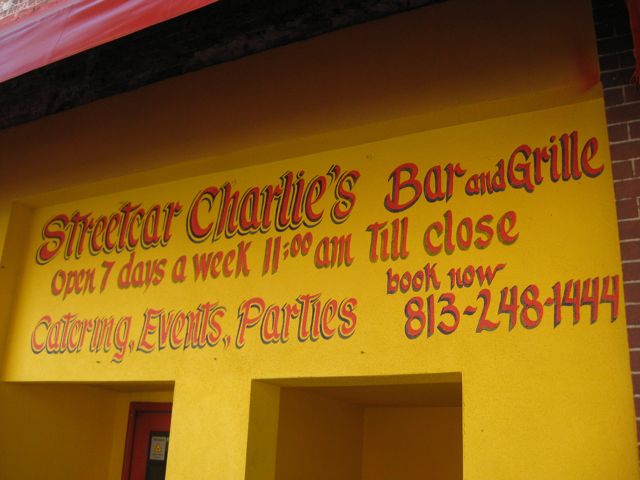 Streetcar Charlie's Bar and Grille
open 7 days a week 11:00 am Till close
Catering, Events, Parties
book now
813-248-1444